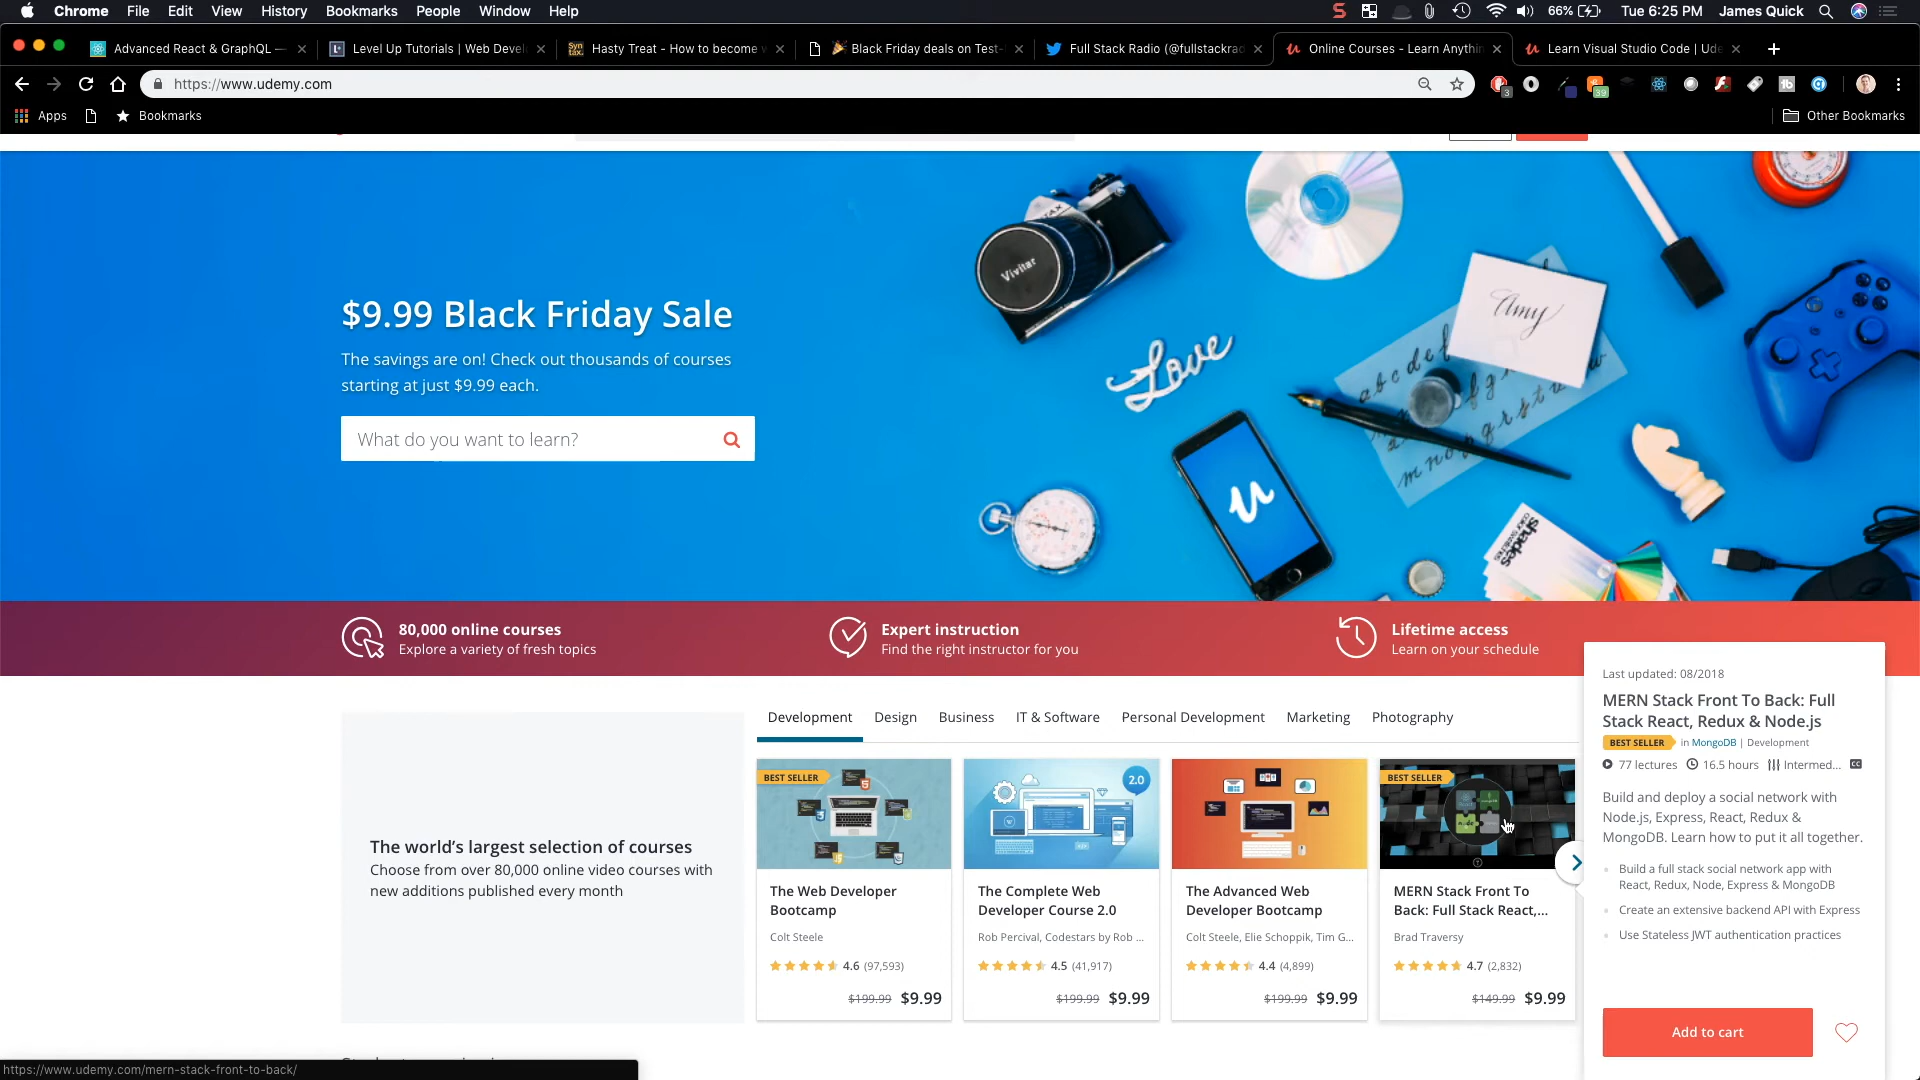 Chrome File Edit View History Bookmarks People Window Help
66% Tue 6:25 PM James Quick
Advanced React & GraphQL —
Level Up Tutorials | Web Devel
Hasty Treat - How to become
Black Friday deals on Test-
Full Stack Radio (@fullstackrad
Online Courses - Learn Anythin
Learn Visual Studio Code | Ude
https://www.udemy.com
3
39
Apps Bookmarks Other Bookmarks
$9.99 Black Friday Sale
The savings are on! Check out thousands of courses
starting at just $9.99 each.
What do you want to learn?
Vivitar
Love
Amy
a b c d e f g
shades
80,000 online courses
Explore a variety of fresh topics
Expert instruction
Find the right instructor for you
Lifetime access
Learn on your schedule
Development Design Business IT & Software Personal Development Marketing Photography
The world’s largest selection of courses
Choose from over 80,000 online video courses with
new additions published every month
BEST SELLER
The Web Developer
Bootcamp
Colt Steele
4.6 (97,593)
$199.99 $9.99
2.0
The Complete Web
Developer Course 2.0
Rob Percival, Codestars by Rob ...
4.5 (41,917)
$199.99 $9.99
The Advanced Web
Developer Bootcamp
Colt Steele, Elie Schoppik, Tim G...
4.4 (4,899)
$199.99 $9.99
BEST SELLER
MERN Stack Front To
Back: Full Stack React,...
Brad Traversy
4.7 (2,832)
$149.99 $9.99
Last updated: 08/2018
MERN Stack Front To Back: Full
Stack React, Redux & Node.js
BEST SELLER in MongoDB | Development
77 lectures 16.5 hours Intermed... CC
Build and deploy a social network with
Node.js, Express, React, Redux &
MongoDB. Learn how to put it all together.
Build a full stack social network app with
React, Redux, Node, Express & MongoDB
Create an extensive backend API with Express
Use Stateless JWT authentication practices
Add to cart
https://www.udemy.com/mern-stack-front-to-back/